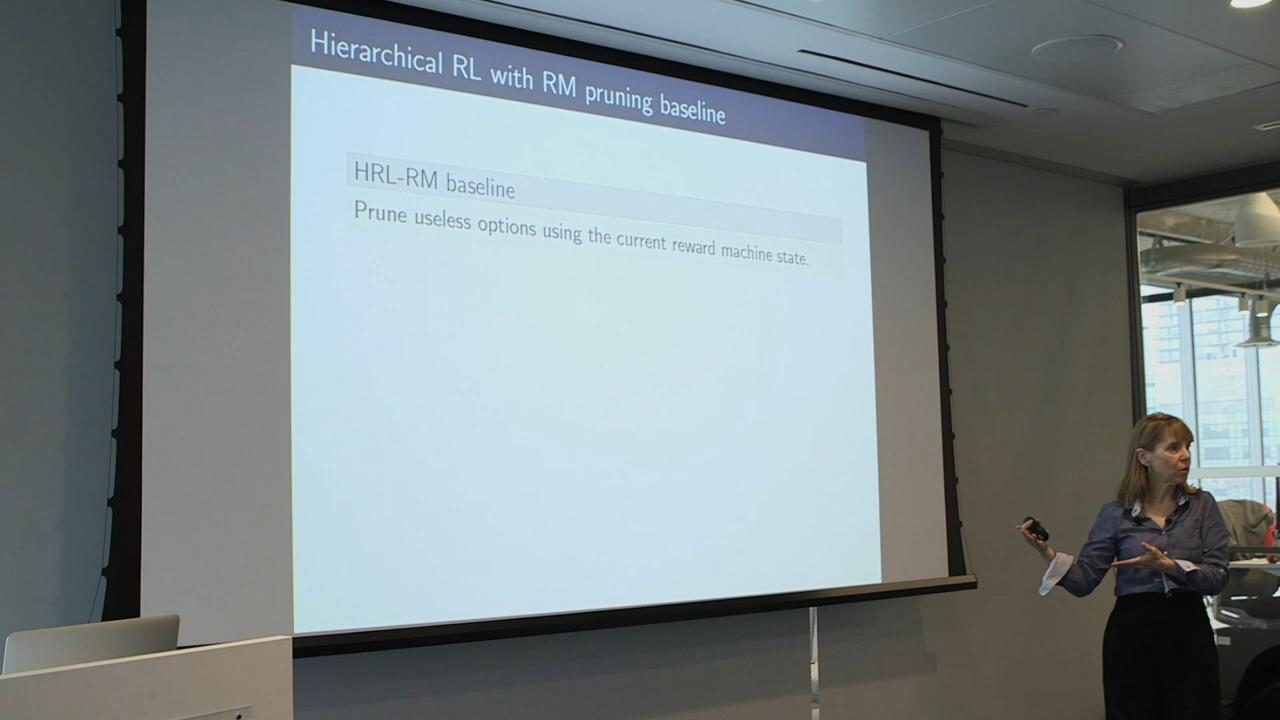 Hierarchical RL with RM pruning baseline
HRL-RM baseline
Prune useless options using the current reward machine state.